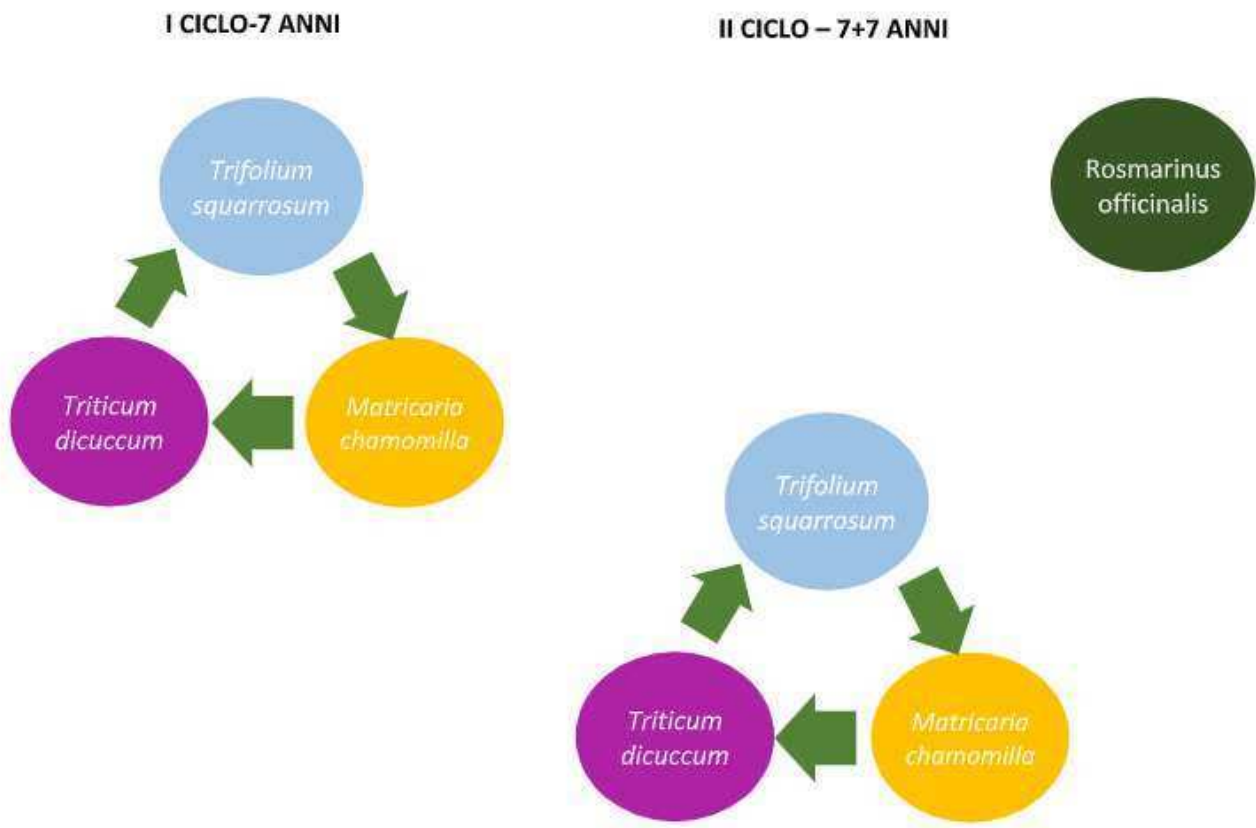 I CICLO-7 ANNI
Trifolium
squarrosum
Triticum
dicuccum
Matricaria
chamomilla
II CICLO – 7+7 ANNI
Rosmarinus
officinalis
Trifolium
squarrosum
Triticum
dicuccum
Matricaria
chamomilla